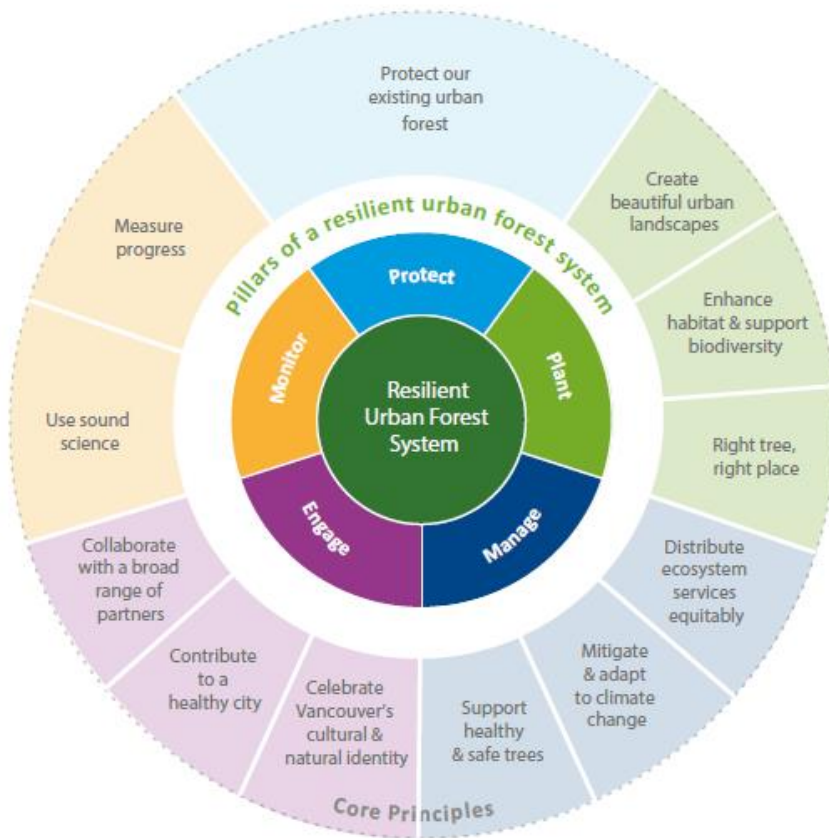 Protect our
existing urban
forest
Create
beautiful urban
landscapes
Enhance
habitat & support
biodiversity
Right tree,
right place
Distribute
ecosystem
services
equitably
Mitigate
& adapt
to climate
change
Support
healthy
& safe trees
Celebrate
Vancouver's
cultural &
natural identity
Contribute
to a
healthy city
Collaborate
with a broad
range of
partners
Use sound
science
Measure
progress
Pillars of a resilient urban forest system
Protect
Plant
Manage
Engage
Monitor
Resilient
Urban Forest
System
Core Principles